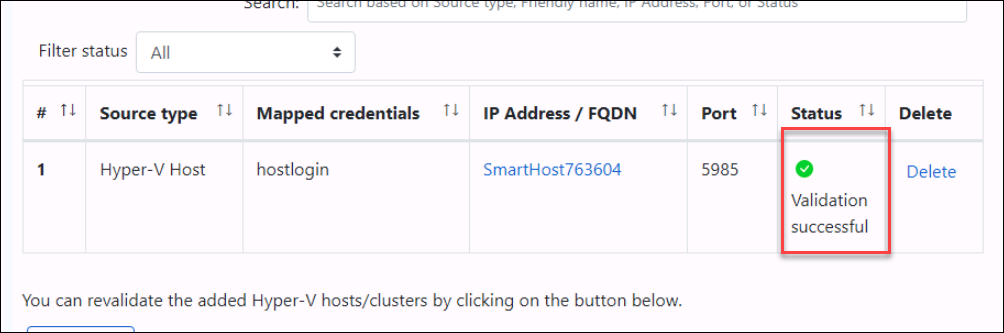 Search: Search based on Source type, Friendly name, IP Address, Port, or Status
Filter status All
# Source type Mapped credentials IP Address / FQDN Port Status Delete
1 Hyper-V Host hostlogin SmartHost763604 5985 Validation successful Delete
You can revalidate the added Hyper-V hosts/clusters by clicking on the button below.